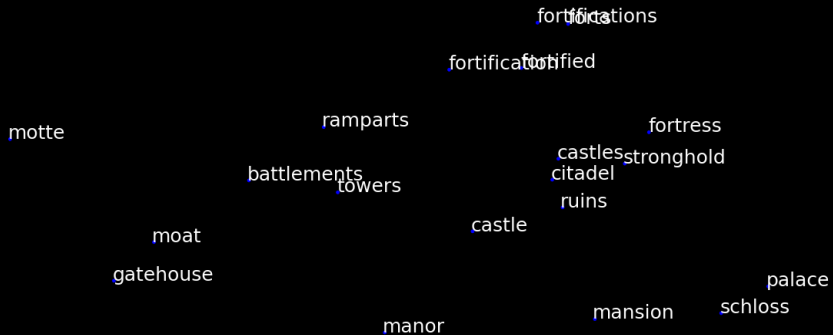 fortifications
forts
fortification
fortified
ramparts
fortress
motte
castles
stronghold
battlements
citadel
towers
ruins
castle
moat
gatehouse
palace
schloss
mansion
manor